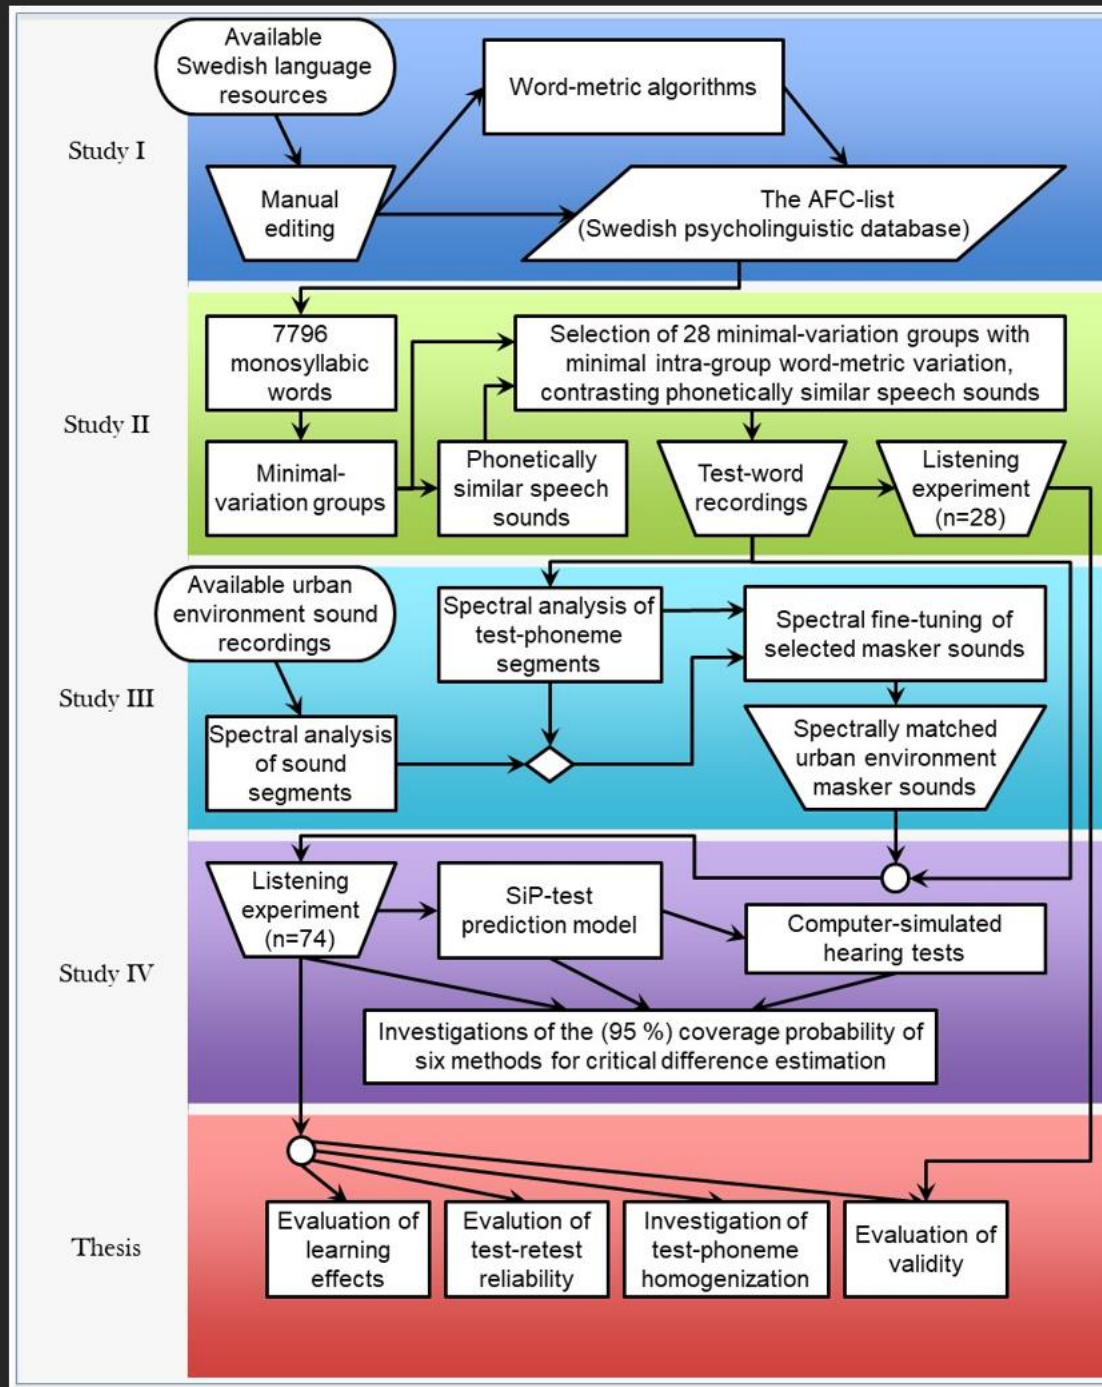 Study I
Available
Swedish language
resources
Word-metric algorithms
Manual
editing
The AFC-list
(Swedish psycholinguistic database)
Study II
7796
monosyllabic
words
Selection of 28 minimal-variation groups with
minimal intra-group word-metric variation,
contrasting phonetically similar speech sounds
Minimal-
variation groups
Phonetically
similar speech
sounds
Test-word
recordings
Listening
experiment
(n=28)
Study III
Available urban
environment sound
recordings
Spectral analysis of
test-phoneme
segments
Spectral fine-tuning of
selected masker sounds
Spectral analysis
of sound
segments
Spectrally matched
urban environment
masker sounds
Study IV
Listening
experiment
(n=74)
SiP-test
prediction model
Computer-simulated
hearing tests
Investigations of the (95 %) coverage probability of
six methods for critical difference estimation
Thesis
Evaluation of
learning
effects
Evalution of
test-retest
reliability
Investigation of
test-phoneme
homogenization
Evaluation of
validity